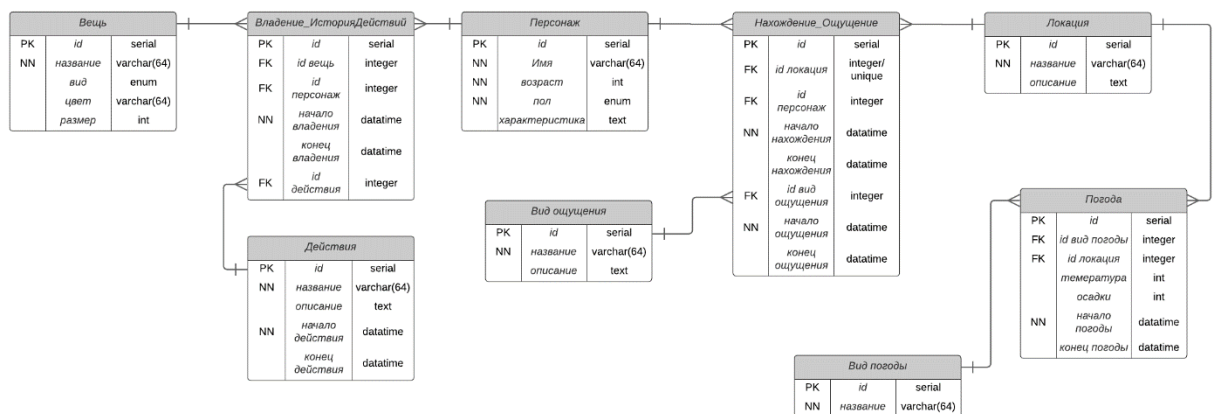 Вещь
PK id serial
NN название varchar(64)
вид enum
цвет varchar(64)
размер int
Владение_ИсторияДействий
PK id serial
FK id вещь integer
FK id
персонаж integer
NN начало
владения datatime
конец
владения datatime
FK id
действия integer
Персонаж
PK id serial
NN Имя varchar(64)
NN возраст int
NN пол enum
характеристика text
Нахождение_Ощущение
PK id serial
FK id локация integer/
unique
FK id
персонаж integer
NN начало
нахождения datatime
конец
нахождения datatime
FK id вид
ощущения integer
NN начало
ощущения datatime
конец
ощущения datatime
Локация
PK id serial
NN название varchar(64)
описание text
Вид ощущения
PK id serial
NN название varchar(64)
описание text
Погода
PK id serial
FK id вид погоды integer
FK id локация integer
темература int
осадки int
NN начало
погоды datatime
конец погоды datatime
Действия
PK id serial
NN название varchar(64)
описание text
NN начало
действия datatime
конец
действия datatime
Вид погоды
PK id serial
NN название varchar(64)